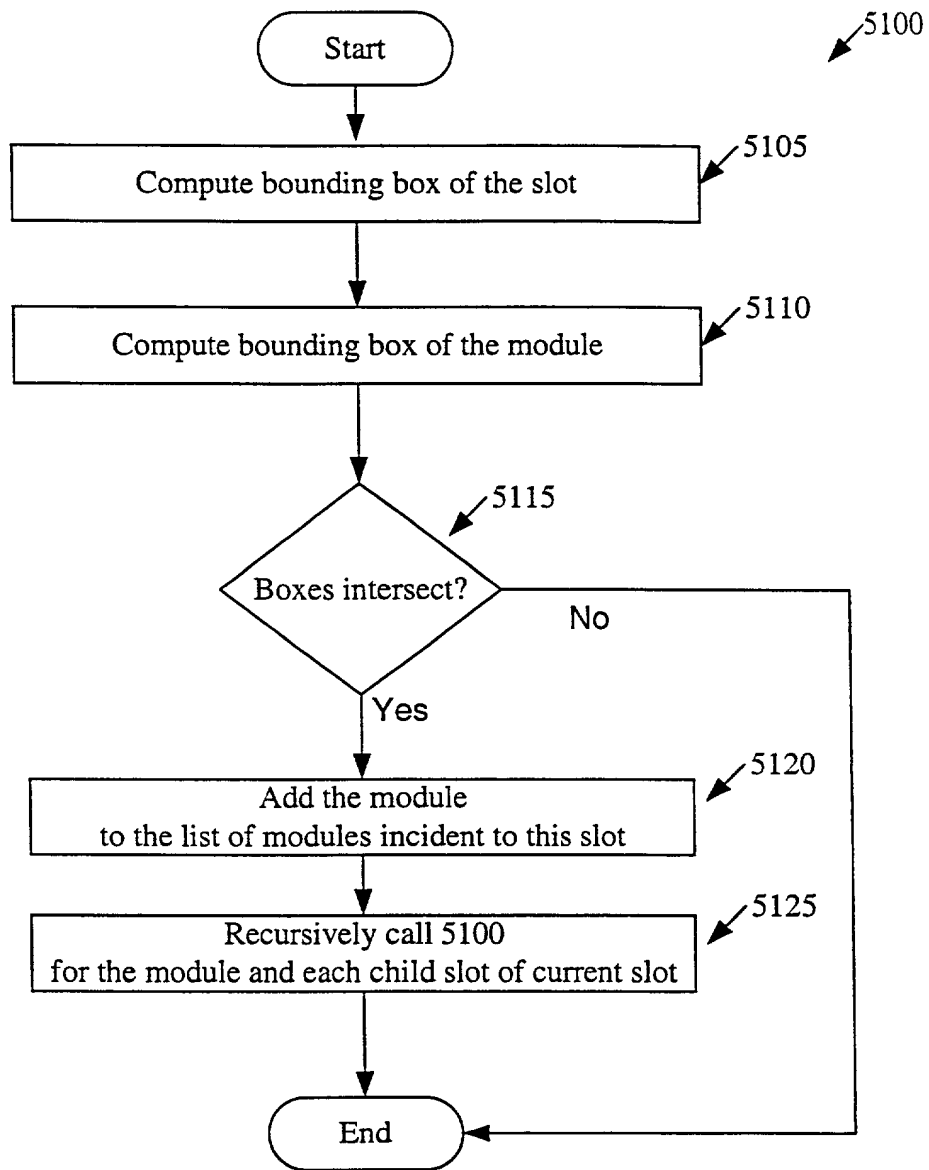 5100
Start
5105
Compute bounding box of the slot
5110
Compute bounding box of the module
5115
Boxes intersect?
No
Yes
5120
Add the module
to the list of modules incident to this slot
5125
Recursively call 5100
for the module and each child slot of current slot
End